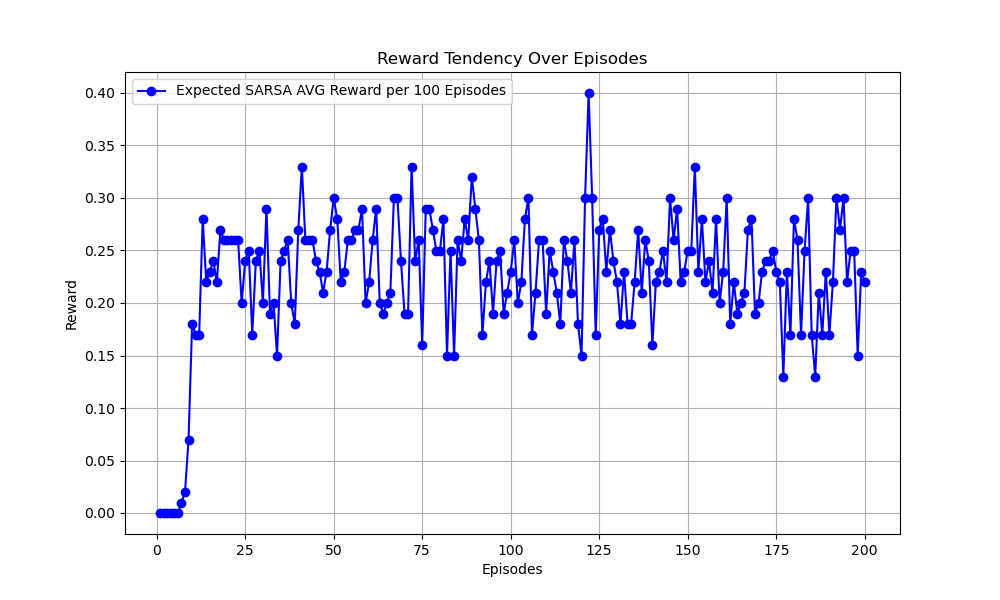 Reward Tendency Over Episodes
Expected SARSA AVG Reward per 100 Episodes
Reward
0.40
0.35
0.30
0.25
0.20
0.15
0.10
0.05
0.00
0 25 50 75 100 125 150 175 200
Episodes